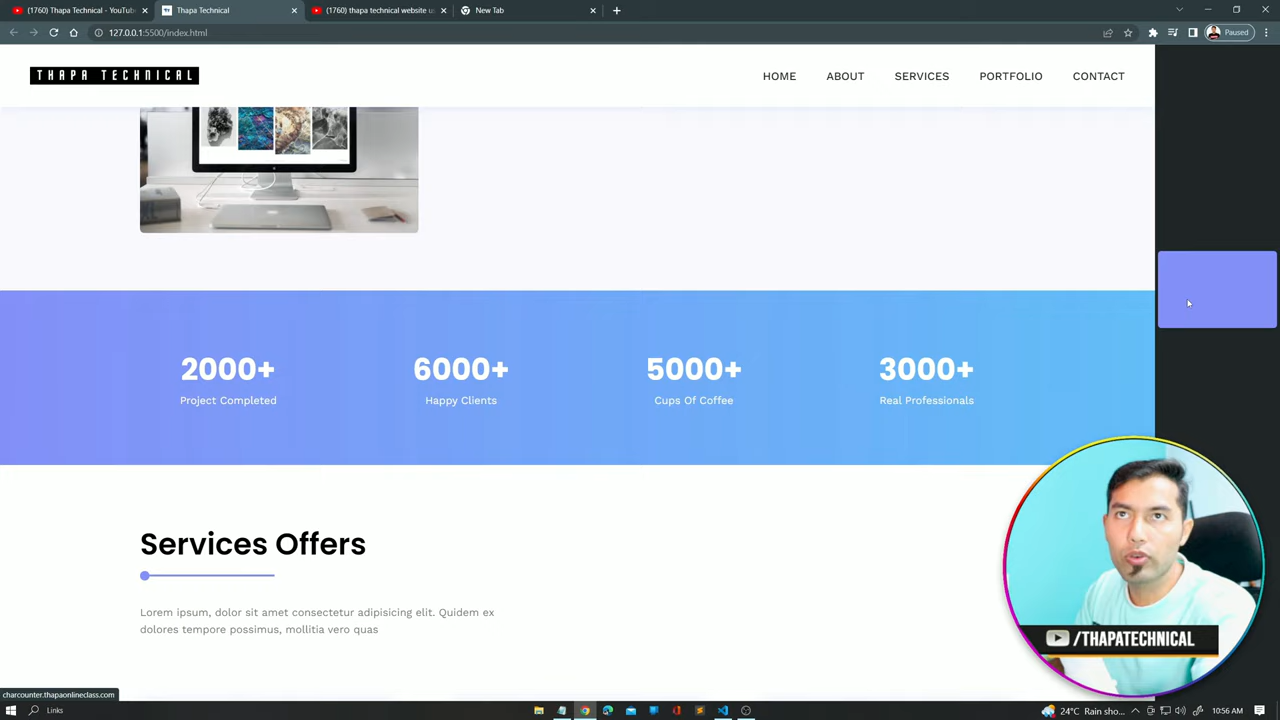 (1760) Thapa Technical - YouTub
Thapa Technical
(1760) thapa technical website u
New Tab
127.0.0.1:5500/index.html
Paused
THAPA TECHNICAL
HOME
ABOUT
SERVICES
PORTFOLIO
CONTACT
2000+
6000+
5000+
3000+
Project Completed
Happy Clients
Cups Of Coffee
Real Professionals
Services Offers
Lorem ipsum, dolor sit amet consectetur adipisicing elit. Quidem ex
dolores tempore possimus, mollitia vero quas
/THAPATECHNICAL
charcounter.thapaonlineclass.com
Links
24°C Rain sho...
10:56 AM